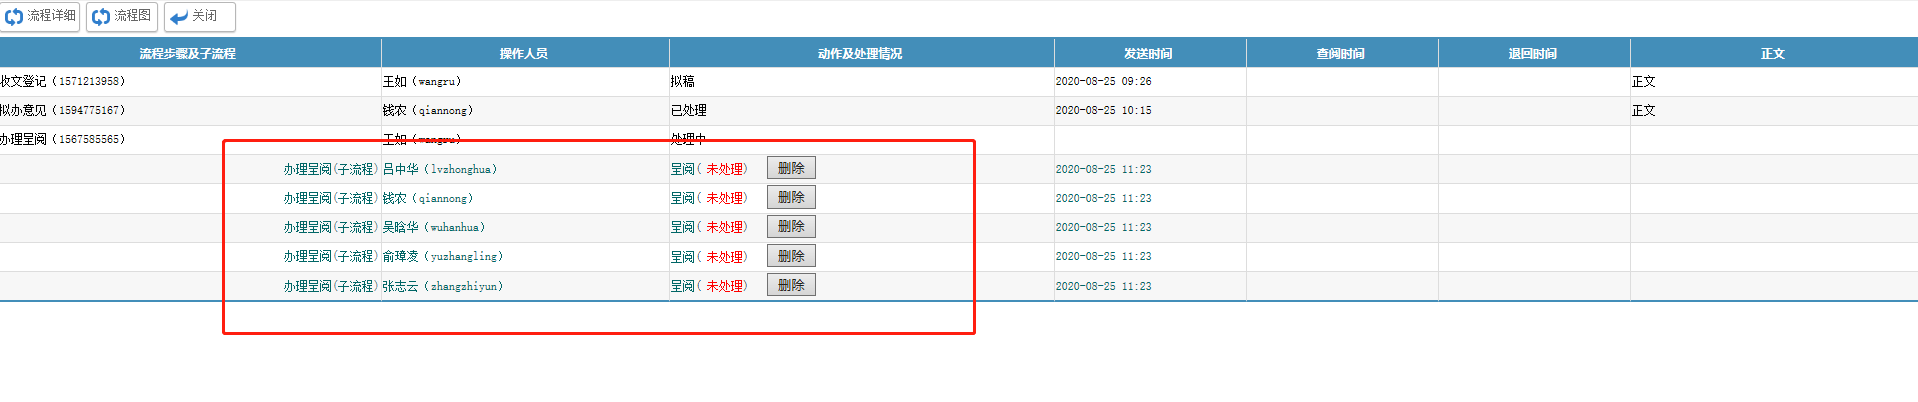 流程详细 流程图 关闭
流程步骤及子流程 操作人员 动作及处理情况 发送时间 查阅时间 退回时间 正文
收文登记（1571213958） 王如（wangru） 拟稿 2020-08-25 09:26 正文
拟办意见（1594775167） 钱农（qiannong） 已处理 2020-08-25 10:15 正文
办理呈阅（1567585565） 王如（wangru） 处理中
办理呈阅(子流程) 吕中华（lvzhonghua） 呈阅( 未处理) 删除 2020-08-25 11:23
办理呈阅(子流程) 钱农（qiannong） 呈阅( 未处理) 删除 2020-08-25 11:23
办理呈阅(子流程) 吴晗华（wuhanhua） 呈阅( 未处理) 删除 2020-08-25 11:23
办理呈阅(子流程) 俞璋凌（yuzhangling） 呈阅( 未处理) 删除 2020-08-25 11:23
办理呈阅(子流程) 张志云（zhangzhiyun） 呈阅( 未处理) 删除 2020-08-25 11:23